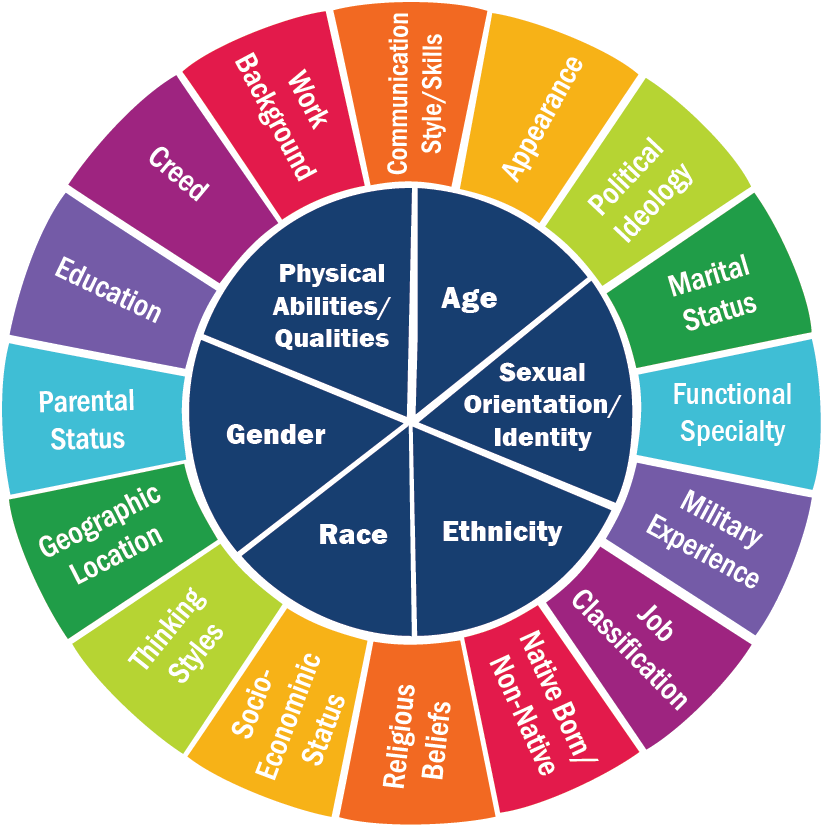 Communication
Style/Skills
Appearance
Political
Ideology
Marital
Status
Functional
Specialty
Military
Experience
Job
Classification
Native Born/
Non-Native
Religious
Beliefs
Socio-
Econominic
Status
Thinking
Styles
Geographic
Location
Parental
Status
Education
Creed
Work
Background
Age
Sexual
Orientation/
Identity
Ethnicity
Race
Gender
Physical
Abilities/
Qualities